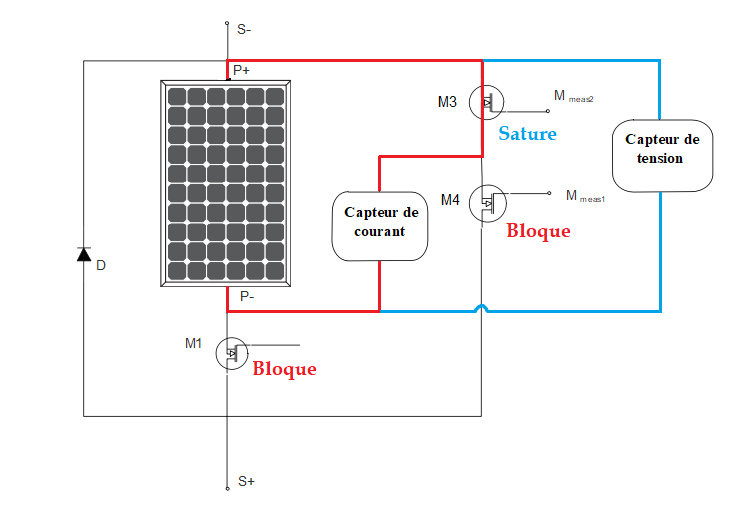 S-
P+
M3
M meas2
Sature
Capteur de
tension
M4
M meas1
Capteur de
courant
Bloque
D
P-
M1
Bloque
S+